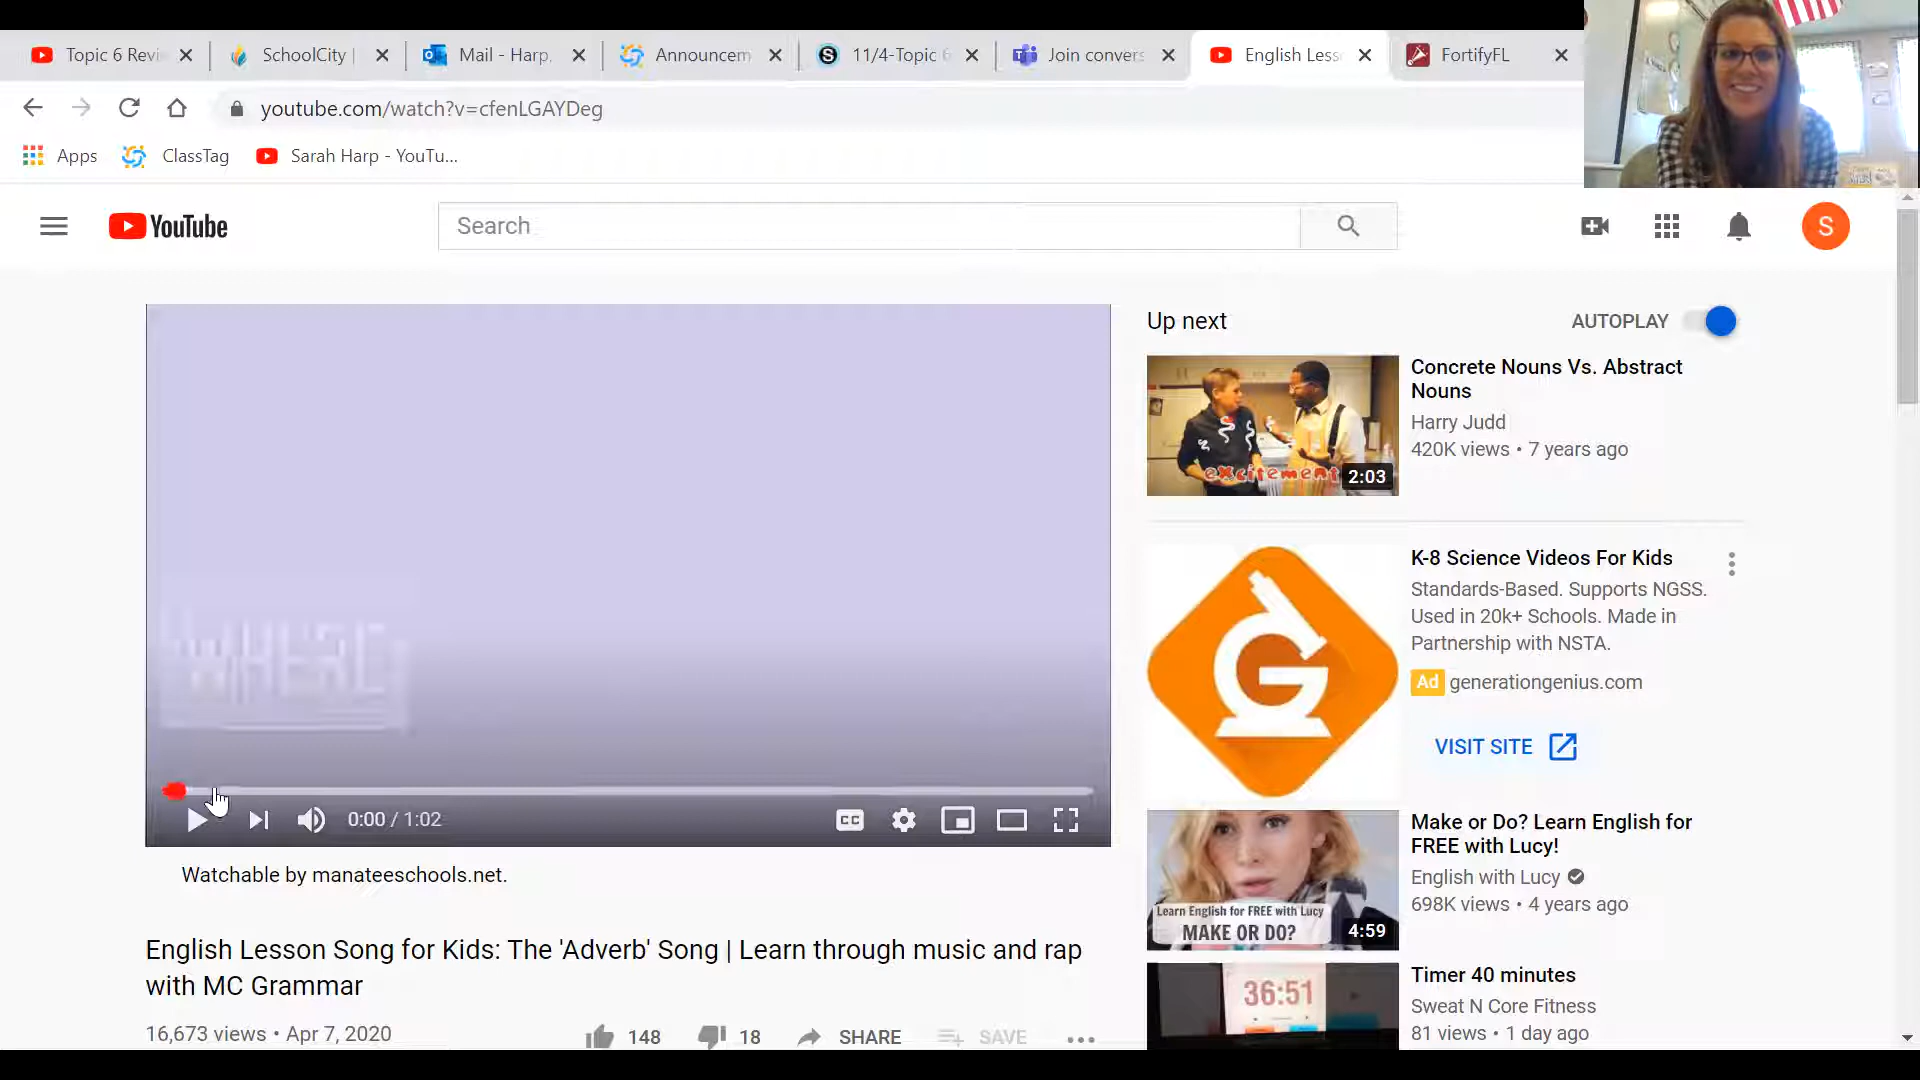 Topic 6 Revi
SchoolCity |
Mail - Harp,
Announcem
11/4-Topic 6
Join convers
English Less
FortifyFL
youtube.com/watch?v=cfenLGAYDeg
Apps
ClassTag
Sarah Harp - YouTu...
YouTube
Search
S
Up next
AUTOPLAY
excitement
2:03
Concrete Nouns Vs. Abstract
Nouns
Harry Judd
420K views • 7 years ago
G
K-8 Science Videos For Kids
Standards-Based. Supports NGSS.
Used in 20k+ Schools. Made in
Partnership with NSTA.
Ad generationgenius.com
VISIT SITE
WHERE
0:00 / 1:02
CC
Watchable by manateeschools.net.
English Lesson Song for Kids: The 'Adverb' Song | Learn through music and rap
with MC Grammar
16,673 views • Apr 7, 2020
148
18
SHARE
SAVE
Learn English for FREE with Lucy
MAKE OR DO?
4:59
Make or Do? Learn English for
FREE with Lucy!
English with Lucy
698K views • 4 years ago
36:51
Timer 40 minutes
Sweat N Core Fitness
81 views • 1 day ago